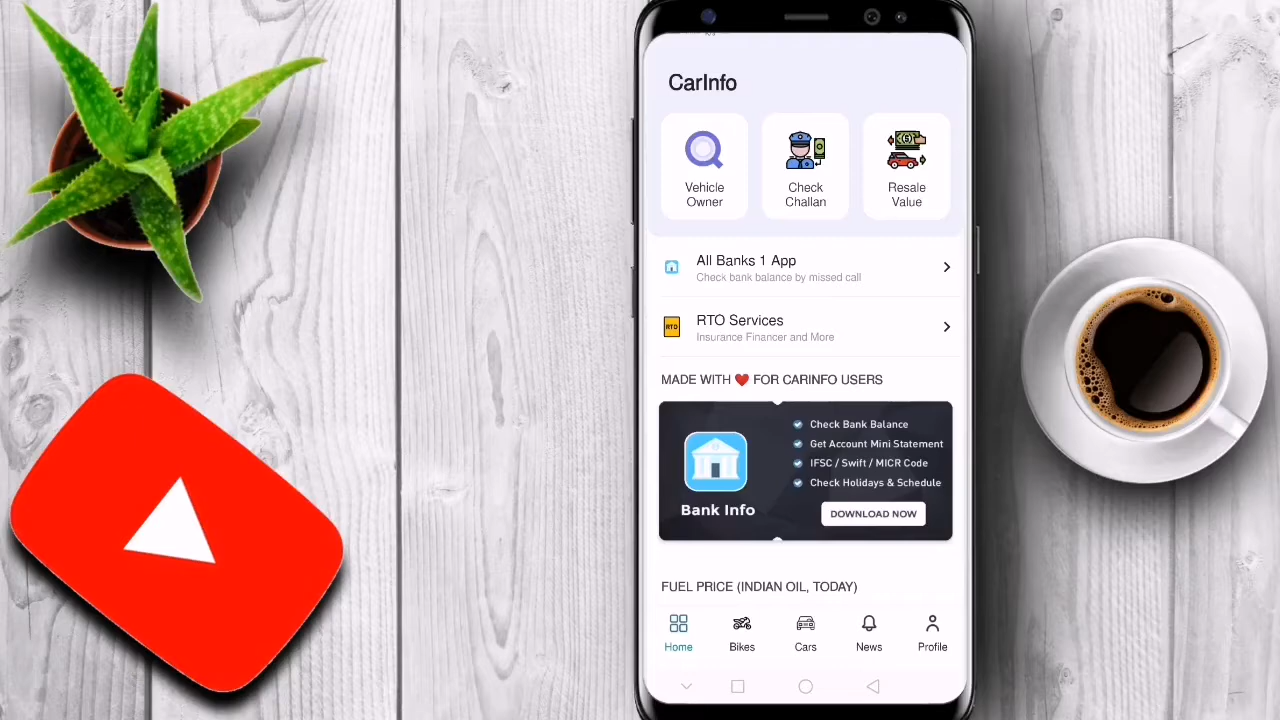 CarInfo
Vehicle
Owner
Check
Challan
Resale
Value
All Banks 1 App
Check bank balance by missed call
RTO
RTO Services
Insurance Financer and More
MADE WITH ❤️ FOR CARINFO USERS
Check Bank Balance
Get Account Mini Statement
IFSC / Swift / MICR Code
Check Holidays & Schedule
Bank Info
DOWNLOAD NOW
FUEL PRICE (INDIAN OIL, TODAY)
Home
Bikes
Cars
News
Profile